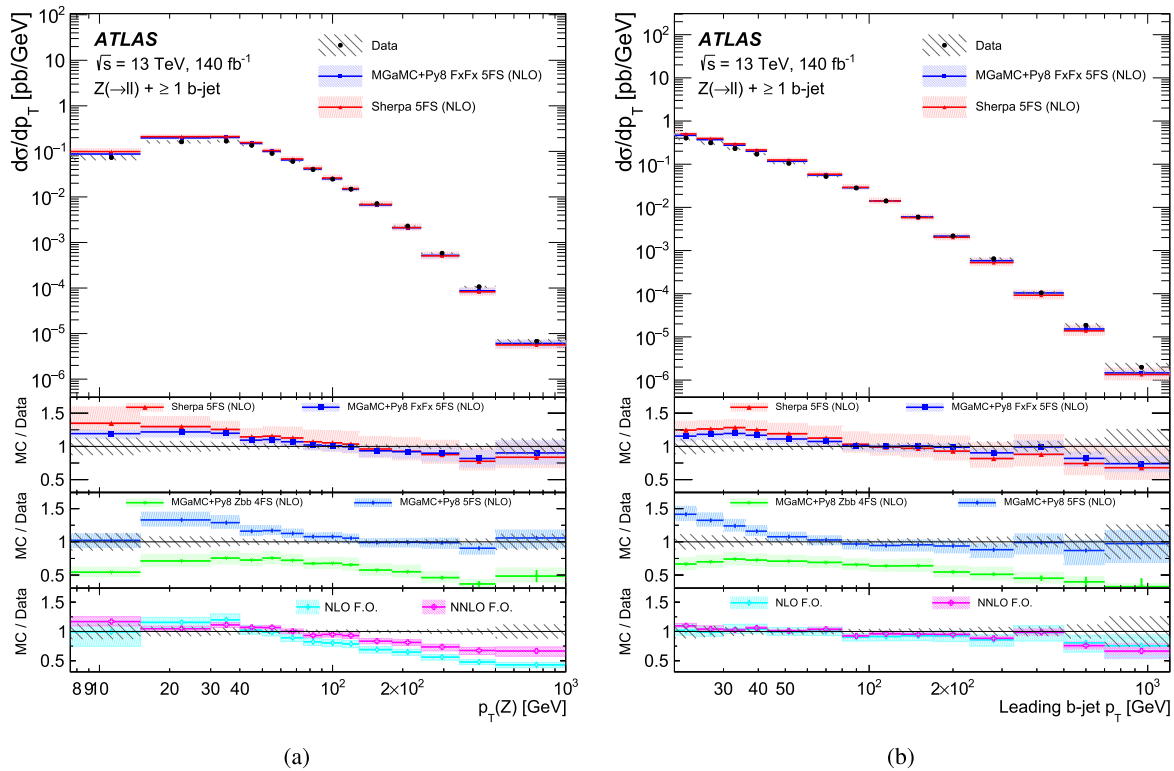 ATLAS
√s = 13 TeV, 140 fb⁻¹
Z(→ll) + ≥ 1 b-jet
Data
MGaMC+Py8 FxFx 5FS (NLO)
Sherpa 5FS (NLO)
dσ/dp_T [pb/GeV]
10²
10
1
10⁻¹
10⁻²
10⁻³
10⁻⁴
10⁻⁵
10⁻⁶
Sherpa 5FS (NLO) MGaMC+Py8 FxFx 5FS (NLO)
MC / Data
1.5
1
0.5
MGaMC+Py8 Zbb 4FS (NLO) MGaMC+Py8 5FS (NLO)
MC / Data
1.5
1
0.5
NLO F.O. NNLO F.O.
MC / Data
1.5
1
0.5
8 9 10 20 30 40 10² 2×10² 10³
p_T(Z) [GeV]
(a)
ATLAS
√s = 13 TeV, 140 fb⁻¹
Z(→ll) + ≥ 1 b-jet
Data
MGaMC+Py8 FxFx 5FS (NLO)
Sherpa 5FS (NLO)
dσ/dp_T [pb/GeV]
10²
10
1
10⁻¹
10⁻²
10⁻³
10⁻⁴
10⁻⁵
10⁻⁶
Sherpa 5FS (NLO) MGaMC+Py8 FxFx 5FS (NLO)
MC / Data
1.5
1
0.5
MGaMC+Py8 Zbb 4FS (NLO) MGaMC+Py8 5FS (NLO)
MC / Data
1.5
1
0.5
NLO F.O. NNLO F.O.
MC / Data
1.5
1
0.5
30 40 50 10² 2×10² 10³
Leading b-jet p_T [GeV]
(b)